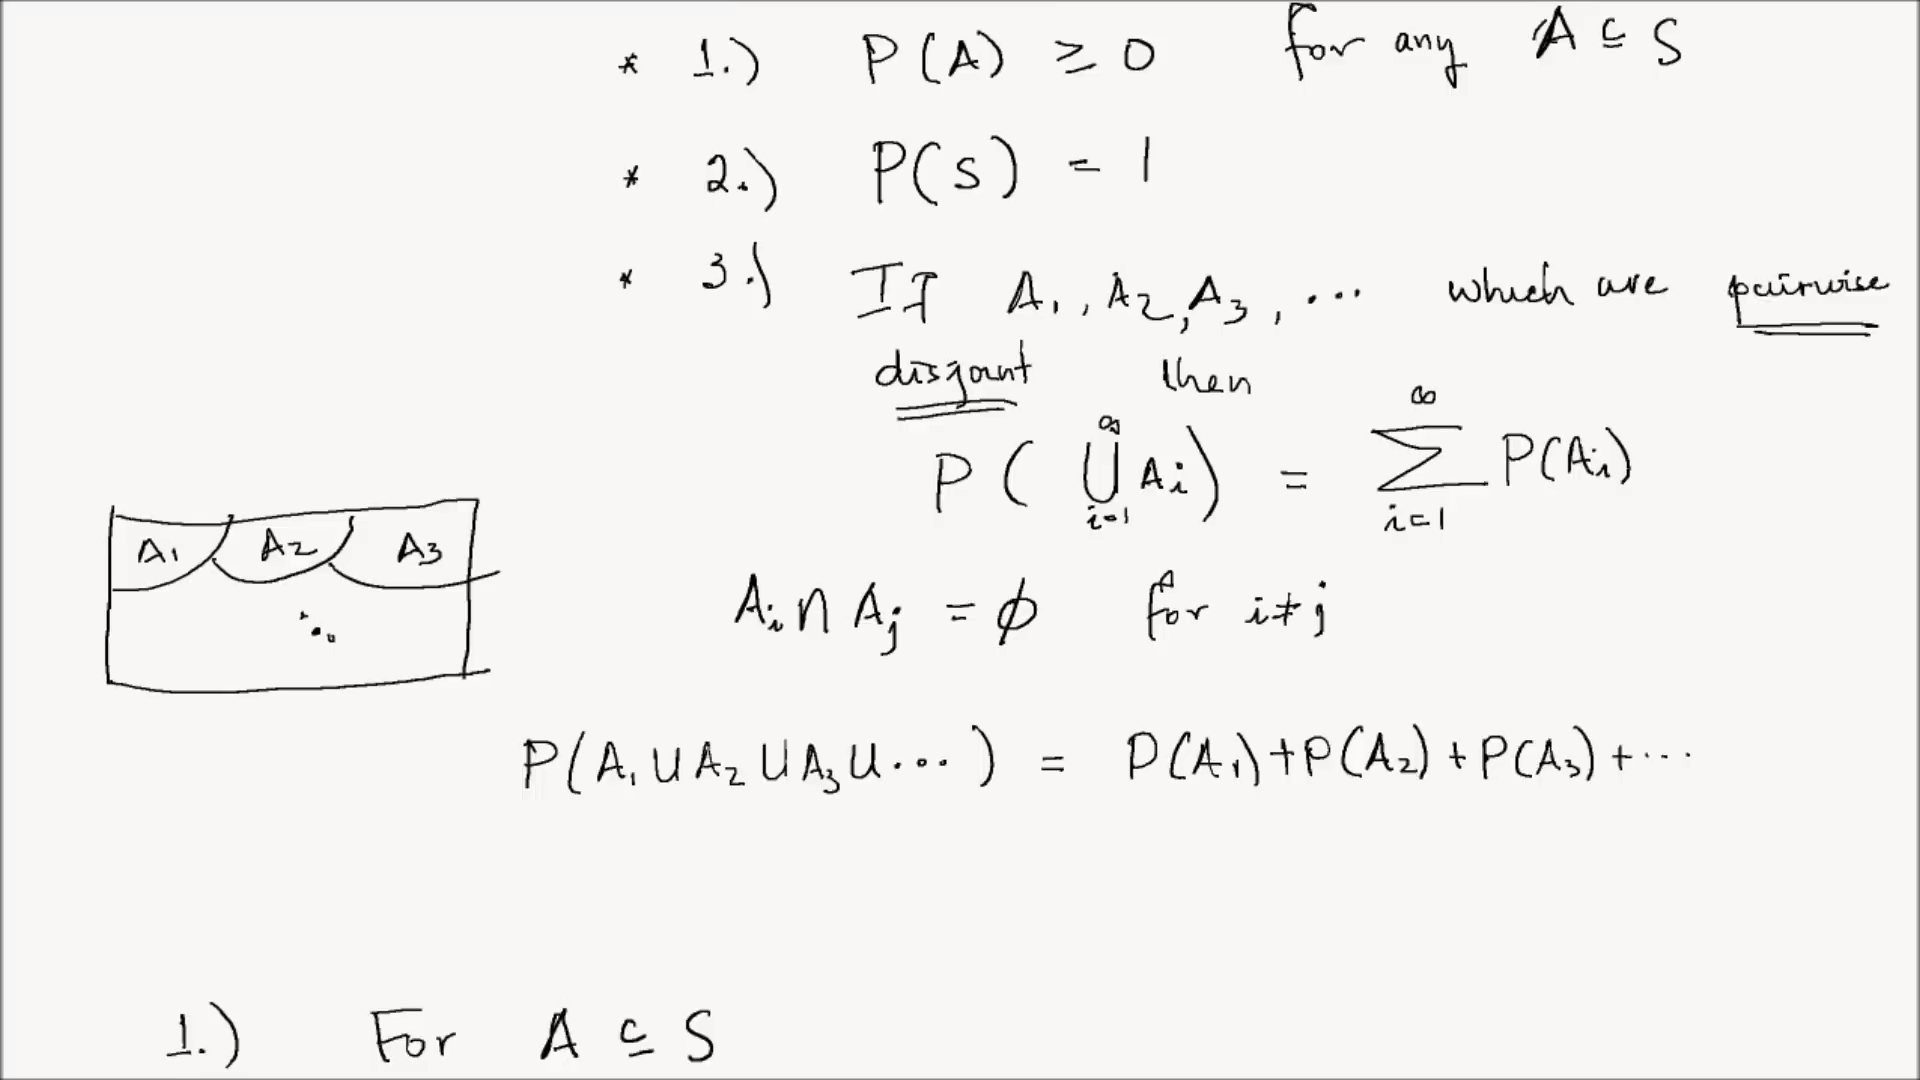 * 1.) P(A) ≥ 0 for any A ⊆ S
* 2.) P(S) = 1
* 3.) If A₁, A₂, A₃, ... which are pairwise
disjoint then
P( ⋃_{i=1}^{∞} Aᵢ ) = ∑_{i=1}^{∞} P(Aᵢ)
A₁ A₂ A₃
Aᵢ ∩ Aⱼ = ϕ for i ≠ j
P(A₁ ∪ A₂ ∪ A₃ ∪ ... ) = P(A₁) + P(A₂) + P(A₃) + ...
1.) For A ⊆ S